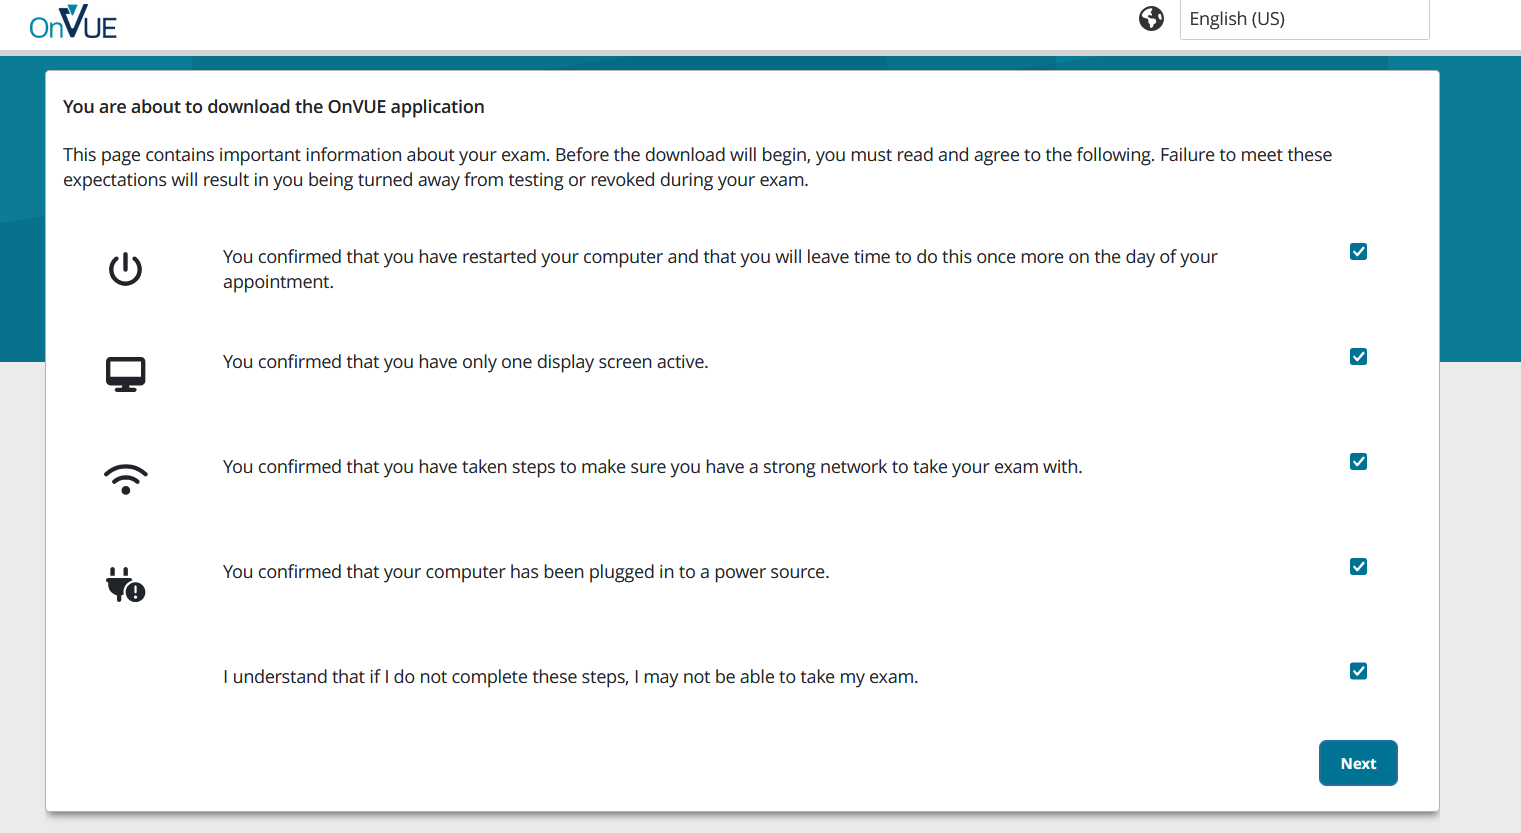 OnVUE
English (US)
You are about to download the OnVUE application
This page contains important information about your exam. Before the download will begin, you must read and agree to the following. Failure to meet these
expectations will result in you being turned away from testing or revoked during your exam.
You confirmed that you have restarted your computer and that you will leave time to do this once more on the day of your
appointment.
You confirmed that you have only one display screen active.
You confirmed that you have taken steps to make sure you have a strong network to take your exam with.
You confirmed that your computer has been plugged in to a power source.
I understand that if I do not complete these steps, I may not be able to take my exam.
Next